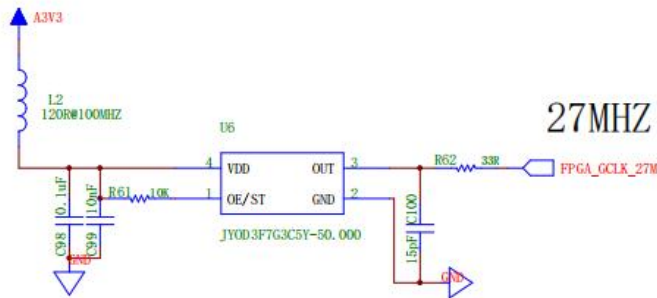 A3V3
L2
120R@100MHZ
U6
27MHZ
4 VDD OUT 3 R62 33R FPGA_GCLK_27M
R61 10K 1 OE/ST GND 2
C98 0.1uF
C99 10nF
15pF C100
JYOD3F7G3C5Y-50.000
GND
GND